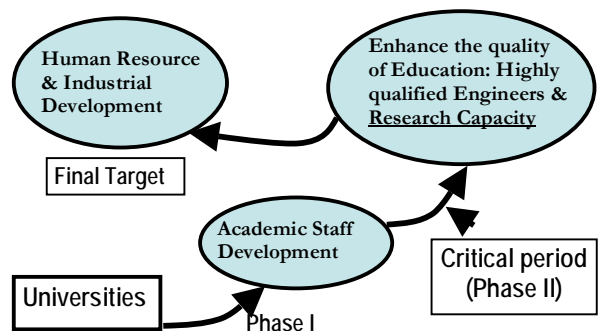 Human Resource
& Industrial
Development
Enhance the quality
of Education: Highly
qualified Engineers &
Research Capacity
Final Target
Academic Staff
Development
Critical period
(Phase II)
Universities
Phase I